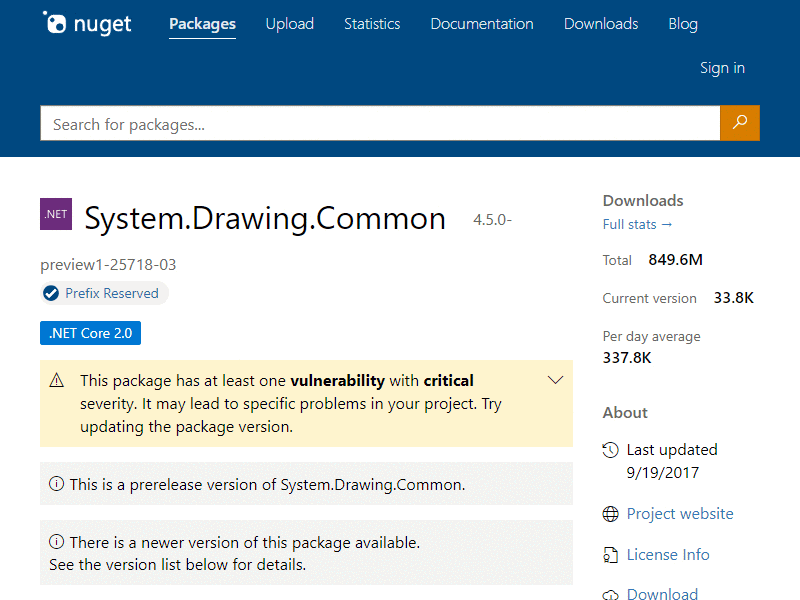 nuget
Packages Upload Statistics Documentation Downloads Blog
Sign in
Search for packages...
.NET
System.Drawing.Common 4.5.0-
preview1-25718-03
Prefix Reserved
.NET Core 2.0
This package has at least one vulnerability with critical
severity. It may lead to specific problems in your project. Try
updating the package version.
This is a prerelease version of System.Drawing.Common.
There is a newer version of this package available.
See the version list below for details.
Downloads
Full stats →
Total 849.6M
Current version 33.8K
Per day average
337.8K
About
Last updated
9/19/2017
Project website
License Info
Download